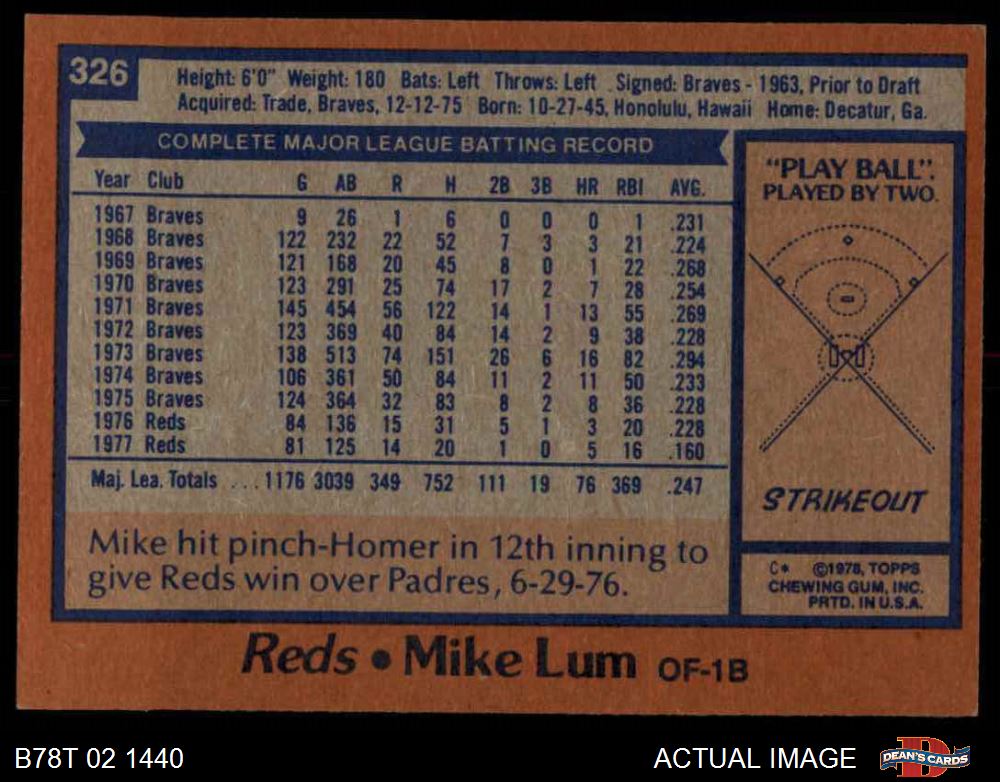 326
Height: 6'0" Weight: 180 Bats: Left Throws: Left Signed: Braves - 1963, Prior to Draft
Acquired: Trade, Braves, 12-12-75 Born: 10-27-45, Honolulu, Hawaii Home: Decatur, Ga.
COMPLETE MAJOR LEAGUE BATTING RECORD
Year Club G AB R H 2B 3B HR RBI AVG.
1967 Braves 9 26 1 6 0 0 0 1 .231
1968 Braves 122 232 22 52 7 3 3 21 .224
1969 Braves 121 168 20 45 8 0 1 22 .268
1970 Braves 123 291 25 74 17 2 7 28 .254
1971 Braves 145 454 56 122 14 1 13 55 .269
1972 Braves 123 369 40 84 14 2 9 38 .228
1973 Braves 138 513 74 151 26 6 16 82 .294
1974 Braves 106 361 50 84 11 2 11 50 .233
1975 Braves 124 364 32 83 8 2 8 36 .228
1976 Reds 84 136 15 31 5 1 3 20 .228
1977 Reds 81 125 14 20 1 0 5 16 .160
Maj. Lea. Totals ... 1176 3039 349 752 111 19 76 369 .247
Mike hit pinch-Homer in 12th inning to
give Reds win over Padres, 6-29-76.
"PLAY BALL".
PLAYED BY TWO.
STRIKEOUT
C* ©1978, TOPPS
CHEWING GUM, INC.
PRTD. IN U.S.A.
Reds • Mike Lum OF-1B
B78T 02 1440
ACTUAL IMAGE
DEAN'S CARDS